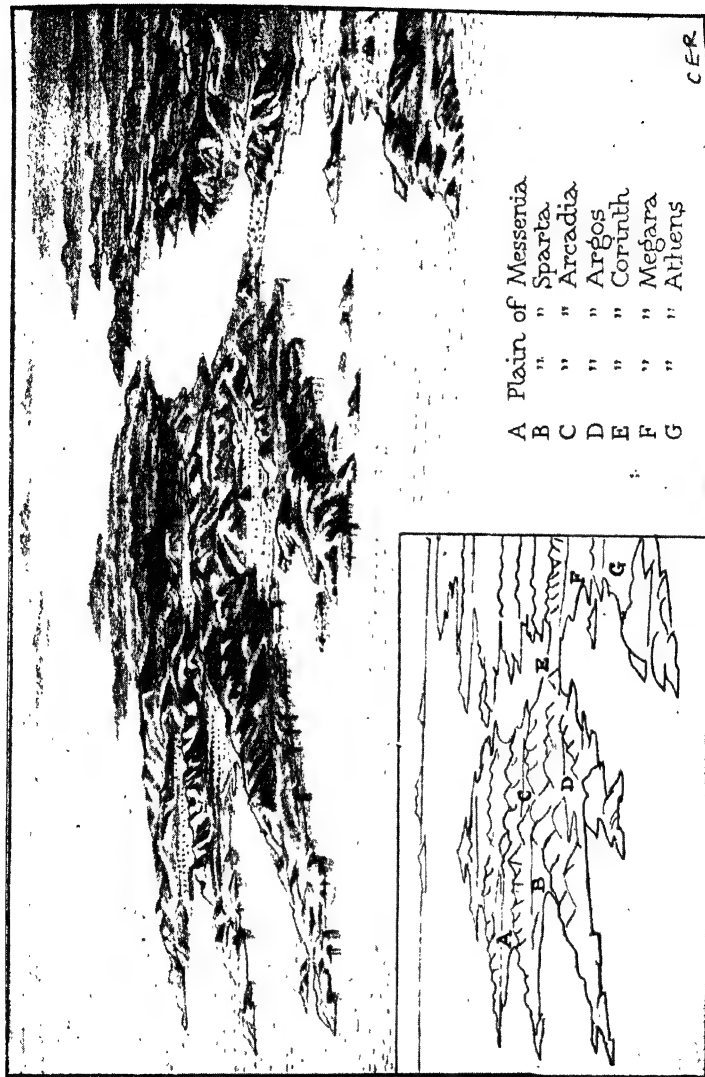 A Plain of Messenia
B " " Sparta
C " " Arcadia
D " " Argos
E " " Corinth
F " " Megara
G " " Athens
CER
A
B
C
D
E
F
G